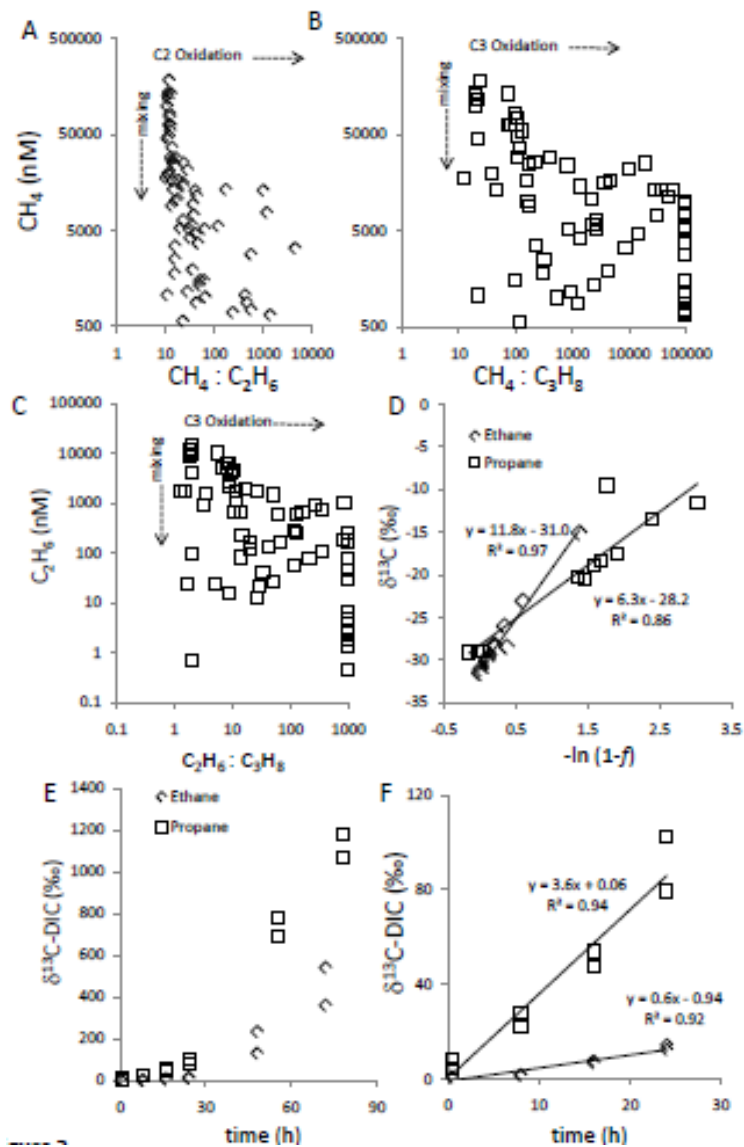 A
CH4 (nM)
500000
50000
5000
500
C2 Oxidation
mixing
1
10
100
1000
10000
CH4 : C2H6
B
500000
50000
5000
500
C3 Oxidation
mixing
1
10
100
1000
10000
100000
CH4 : C3H8
C
C2H6 (nM)
100000
10000
1000
100
10
1
0.1
C3 Oxidation
mixing
0.1
1
10
100
1000
C2H6 : C3H8
D
δ13C (‰)
0
-5
-10
-15
-20
-25
-30
-35
Ethane
Propane
y = 11.8x - 31.0
R² = 0.97
y = 6.3x - 28.2
R² = 0.86
-0.5
0.5
1.5
2.5
3.5
-ln (1-f)
E
δ13C-DIC (‰)
1400
1200
1000
800
600
400
200
0
Ethane
Propane
0
30
60
90
time (h)
F
δ13C-DIC (‰)
120
80
40
0
y = 3.6x + 0.06
R² = 0.94
y = 0.6x - 0.94
R² = 0.92
0
10
20
30
time (h)